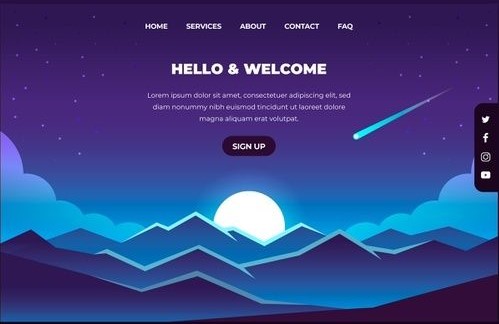 HOME SERVICES ABOUT CONTACT FAQ
HELLO & WELCOME
Lorem ipsum dolor sit amet, consectetuer adipiscing elit, sed
diam nonummy nibh euismod tincidunt ut laoreet dolore
magna aliquam erat volutpat.
SIGN UP